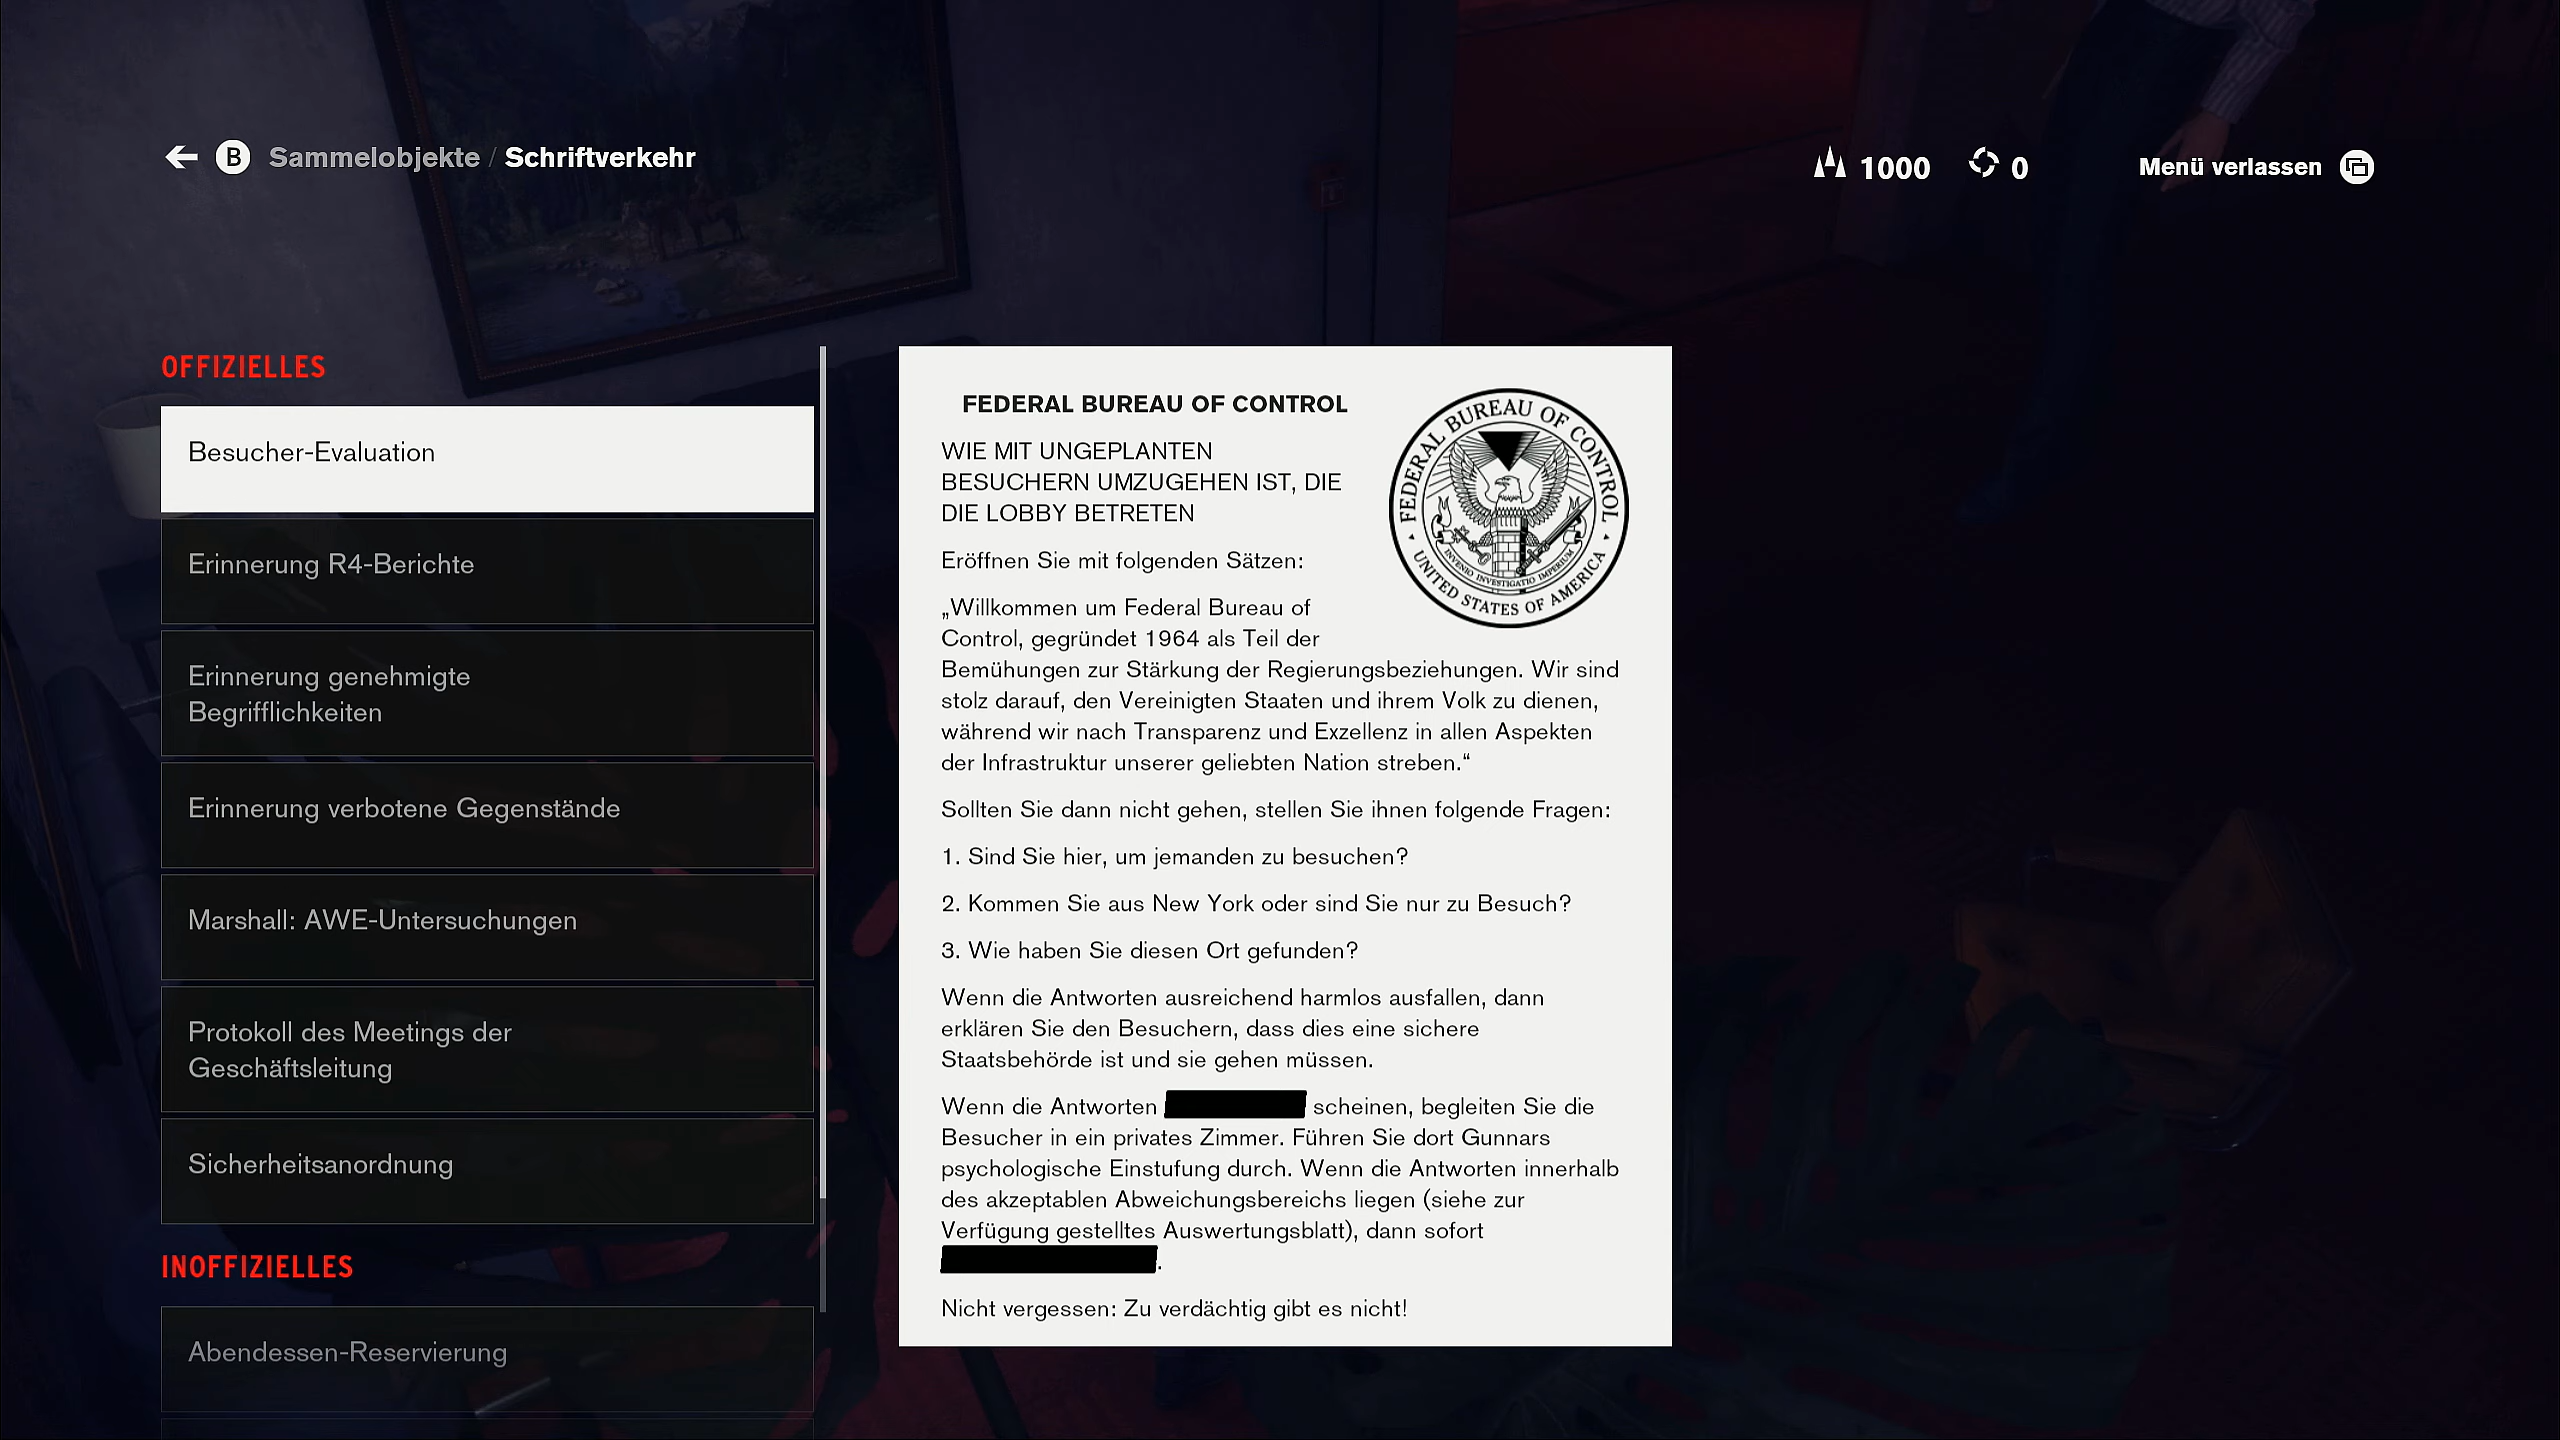 B Sammelobjekte / Schriftverkehr
1000
0
Menü verlassen
OFFIZIELLES
Besucher-Evaluation
Erinnerung R4-Berichte
Erinnerung genehmigte
Begrifflichkeiten
Erinnerung verbotene Gegenstände
Marshall: AWE-Untersuchungen
Protokoll des Meetings der
Geschäftsleitung
Sicherheitsanordnung
INOFFIZIELLES
Abendessen-Reservierung
FEDERAL BUREAU OF CONTROL
WIE MIT UNGEPLANTEN
BESUCHERN UMZUGEHEN IST, DIE
DIE LOBBY BETRETEN
FEDERAL BUREAU OF CONTROL
INVENIO INVESTIGATIO IMPERIUM
UNITED STATES OF AMERICA
Eröffnen Sie mit folgenden Sätzen:
„Willkommen um Federal Bureau of
Control, gegründet 1964 als Teil der
Bemühungen zur Stärkung der Regierungsbeziehungen. Wir sind
stolz darauf, den Vereinigten Staaten und ihrem Volk zu dienen,
während wir nach Transparenz und Exzellenz in allen Aspekten
der Infrastruktur unserer geliebten Nation streben.“
Sollten Sie dann nicht gehen, stellen Sie ihnen folgende Fragen:
1. Sind Sie hier, um jemanden zu besuchen?
2. Kommen Sie aus New York oder sind Sie nur zu Besuch?
3. Wie haben Sie diesen Ort gefunden?
Wenn die Antworten ausreichend harmlos ausfallen, dann
erklären Sie den Besuchern, dass dies eine sichere
Staatsbehörde ist und sie gehen müssen.
Wenn die Antworten scheinen, begleiten Sie die
Besucher in ein privates Zimmer. Führen Sie dort Gunnars
psychologische Einstufung durch. Wenn die Antworten innerhalb
des akzeptablen Abweichungsbereichs liegen (siehe zur
Verfügung gestelltes Auswertungsblatt), dann sofort
.
Nicht vergessen: Zu verdächtig gibt es nicht!